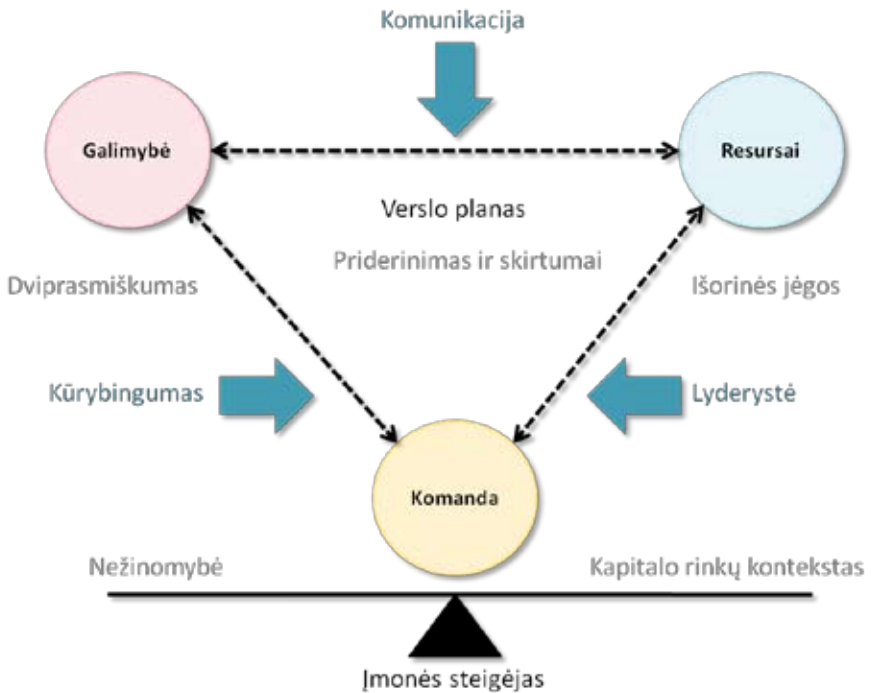 Komunikacija
Galimybė
Resursai
Verslo planas
Priderinimas ir skirtumai
Dviprasmiškumas
Išorinės jėgos
Kūrybingumas
Lyderystė
Komanda
Nežinomybė
Kapitalo rinkų kontekstas
Įmonės steigėjas